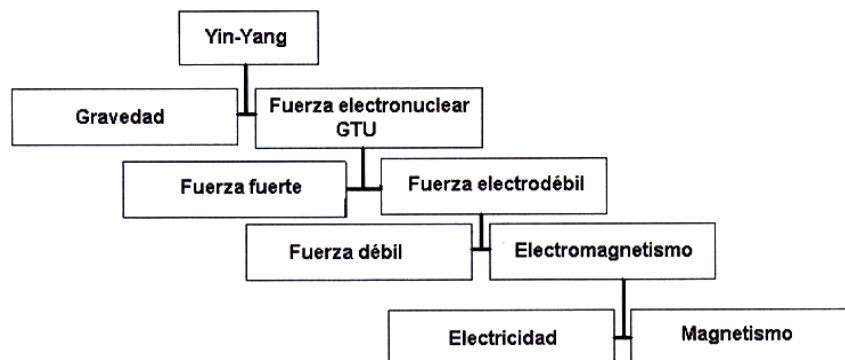 Yin-Yang
Gravedad
Fuerza electronuclear
GTU
Fuerza fuerte
Fuerza electrodébil
Fuerza débil
Electromagnetismo
Electricidad
Magnetismo